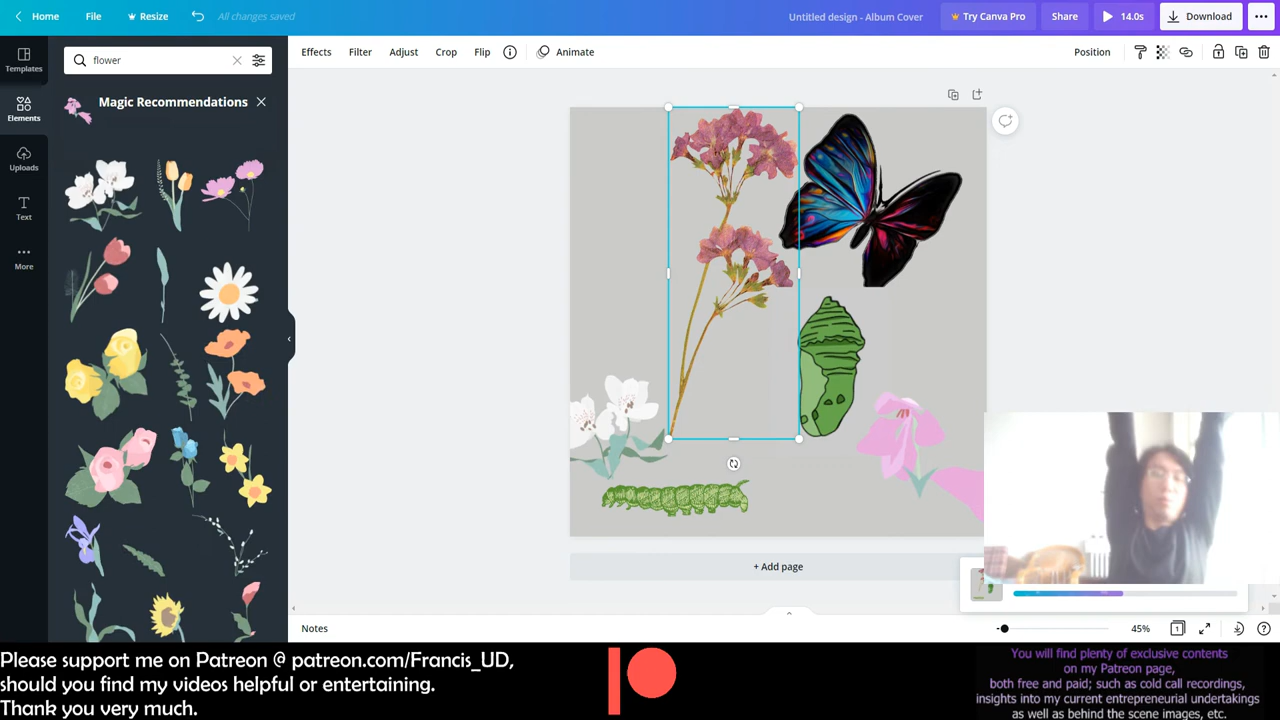 Home
File
Resize
All changes saved
Untitled design - Album Cover
Try Canva Pro
Share
14.0s
Download
Templates
Elements
Uploads
Text
More
flower
Magic Recommendations
Effects
Filter
Adjust
Crop
Flip
Animate
Position
+ Add page
Notes
45%
1
Please support me on Patreon @ patreon.com/Francis_UD,
should you find my videos helpful or entertaining.
Thank you very much.
You will find plenty of exclusive contents
on my Patreon page,
both free and paid; such as cold call recordings,
insights into my current entrepreneurial undertakings
as well as behind the scene images, etc.